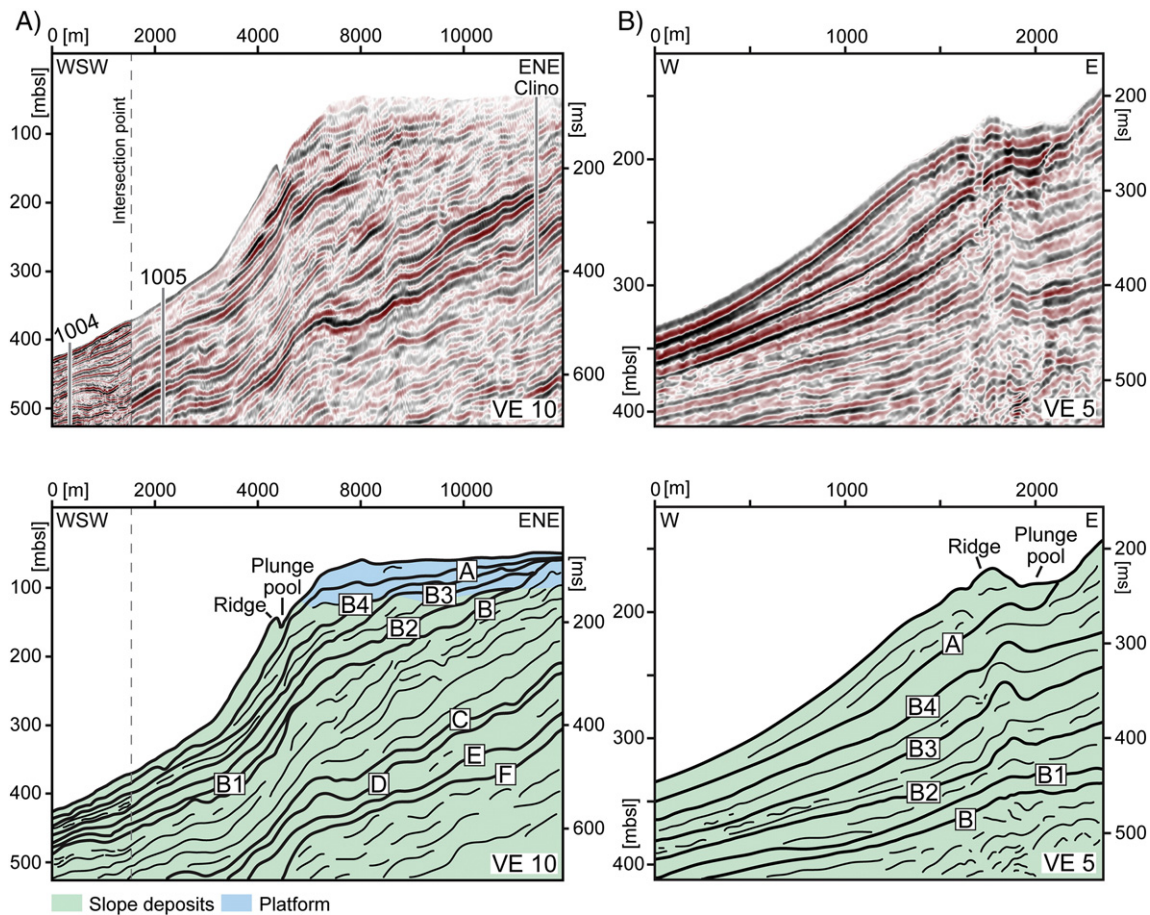 A)
B)
0 [m] 2000 4000 6000 8000 10000
WSW
ENE
Clino
Intersection point
[mbsl]
0
100
200
300
400
500
1004
1005
[ms]
200
400
600
VE 10
0 [m] 1000 2000
W
E
[mbsl]
200
300
400
[ms]
200
300
400
500
VE 5
0 [m] 2000 4000 6000 8000 10000
WSW
ENE
[mbsl]
0
100
200
300
400
500
Ridge
Plunge
pool
A
B4
B3
B
B2
C
B1
D
E
F
[ms]
200
400
600
VE 10
0 [m] 1000 2000
W
E
[mbsl]
200
300
400
Ridge
Plunge
pool
A
B4
B3
B2
B1
B
[ms]
200
300
400
500
VE 5
Slope deposits
Platform